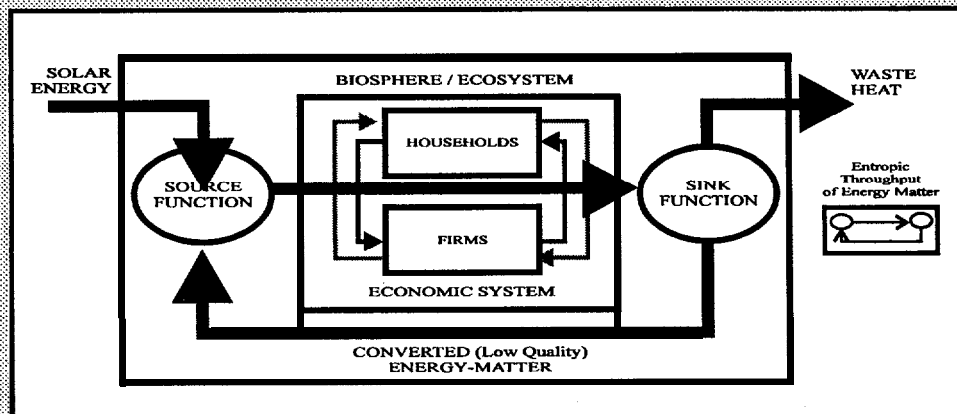 SOLAR
ENERGY
BIOSPHERE / ECOSYSTEM
WASTE
HEAT
HOUSEHOLDS
SOURCE
FUNCTION
SINK
FUNCTION
Entropic
Throughput
of Energy Matter
FIRMS
ECONOMIC SYSTEM
CONVERTED (Low Quality)
ENERGY-MATTER